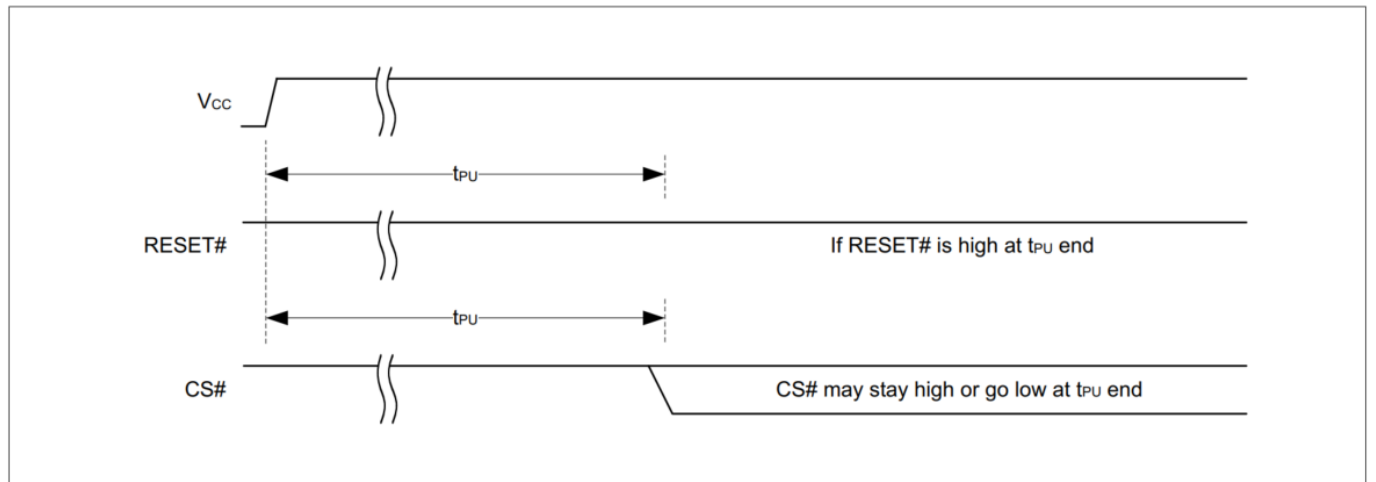 Vcc
tPU
RESET#
If RESET# is high at tPU end
tPU
CS#
CS# may stay high or go low at tPU end